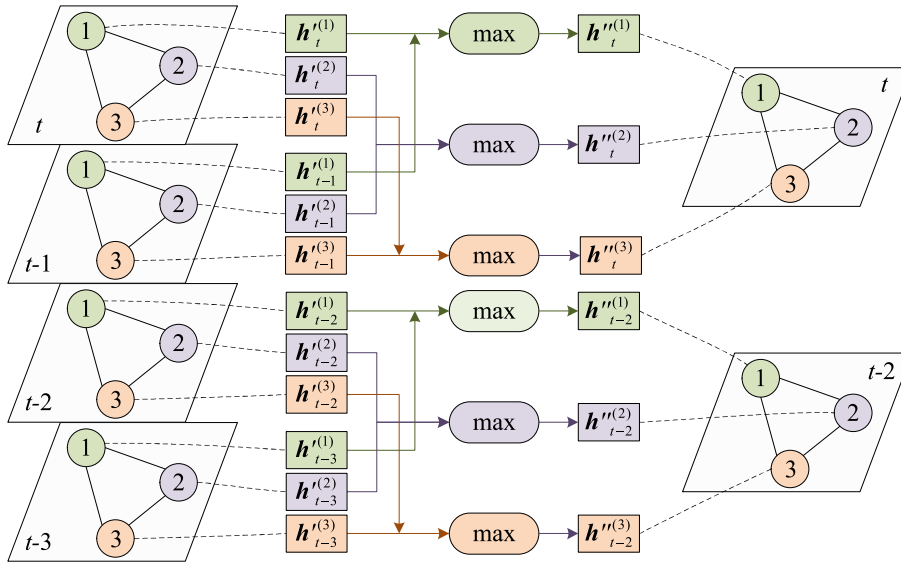 1 2 3 t
h′_t^(1) max h″_t^(1)
h′_t^(2)
h′_t^(3) max h″_t^(2)
1 2 3 t-1
h′_{t-1}^(1)
h′_{t-1}^(2)
h′_{t-1}^(3) max h″_t^(3)
1 2 3 t
1 2 3 t-2
h′_{t-2}^(1) max h″_{t-2}^(1)
h′_{t-2}^(2)
h′_{t-2}^(3) max h″_{t-2}^(2)
1 2 3 t-3
h′_{t-3}^(1)
h′_{t-3}^(2)
h′_{t-3}^(3) max h″_{t-2}^(3)
1 2 3 t-2